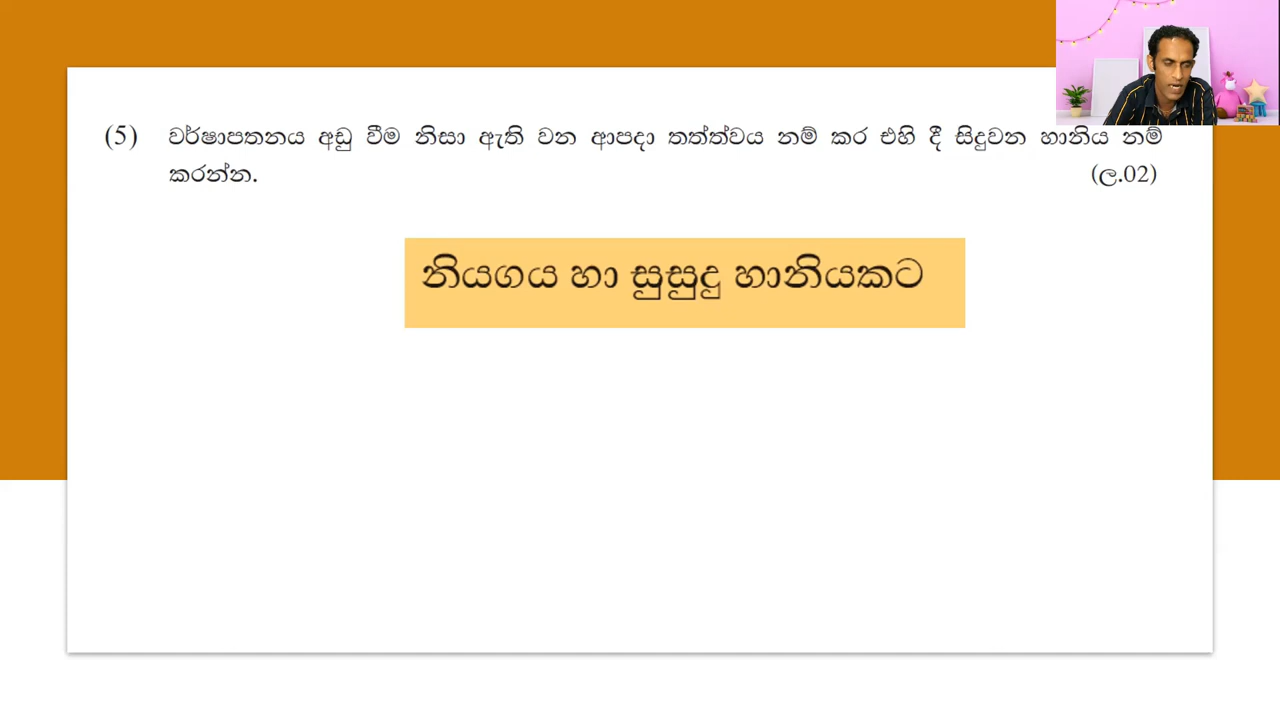 (5) වර්ෂාපතනය අඩු වීම නිසා ඇති වන ආපදා තත්ත්වය නම් කර එහි දී සිදුවන හානිය නම්
කරන්න. (ල.02)
නියගය හා සුසුදු හානියකට